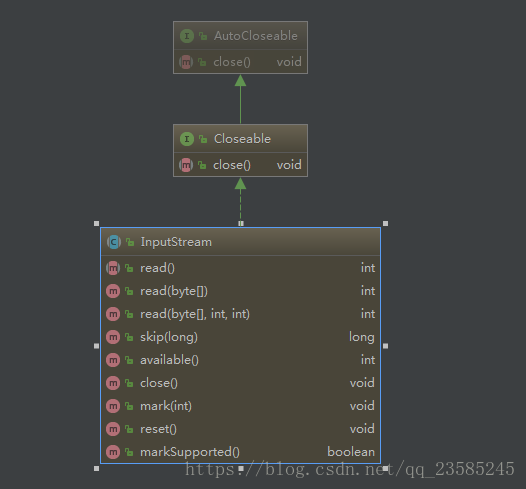 AutoCloseable
close() void
Closeable
close() void
InputStream
read() int
read(byte[]) int
read(byte[], int, int) int
skip(long) long
available() int
close() void
mark(int) void
reset() void
markSupported() boolean
https://blog.csdn.net/qq_23585245